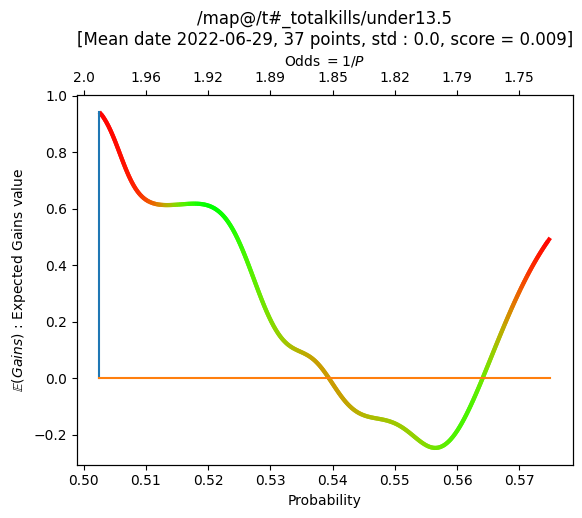 /map@/t#_totalkills/under13.5
[Mean date 2022-06-29, 37 points, std : 0.0, score = 0.009]
Odds = 1/P
2.0 1.96 1.92 1.89 1.85 1.82 1.79 1.75
1.0
0.8
0.6
0.4
0.2
0.0
−0.2
𝔼(Gains) : Expected Gains value
0.50 0.51 0.52 0.53 0.54 0.55 0.56 0.57
Probability